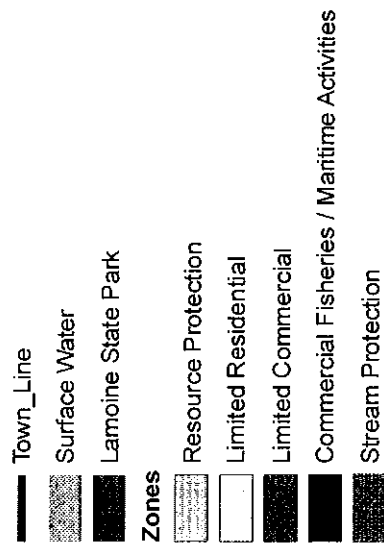 Town_Line
Surface Water
Lamoine State Park
Zones
Resource Protection
Limited Residential
Limited Commercial
Commercial Fisheries / Maritime Activities
Stream Protection